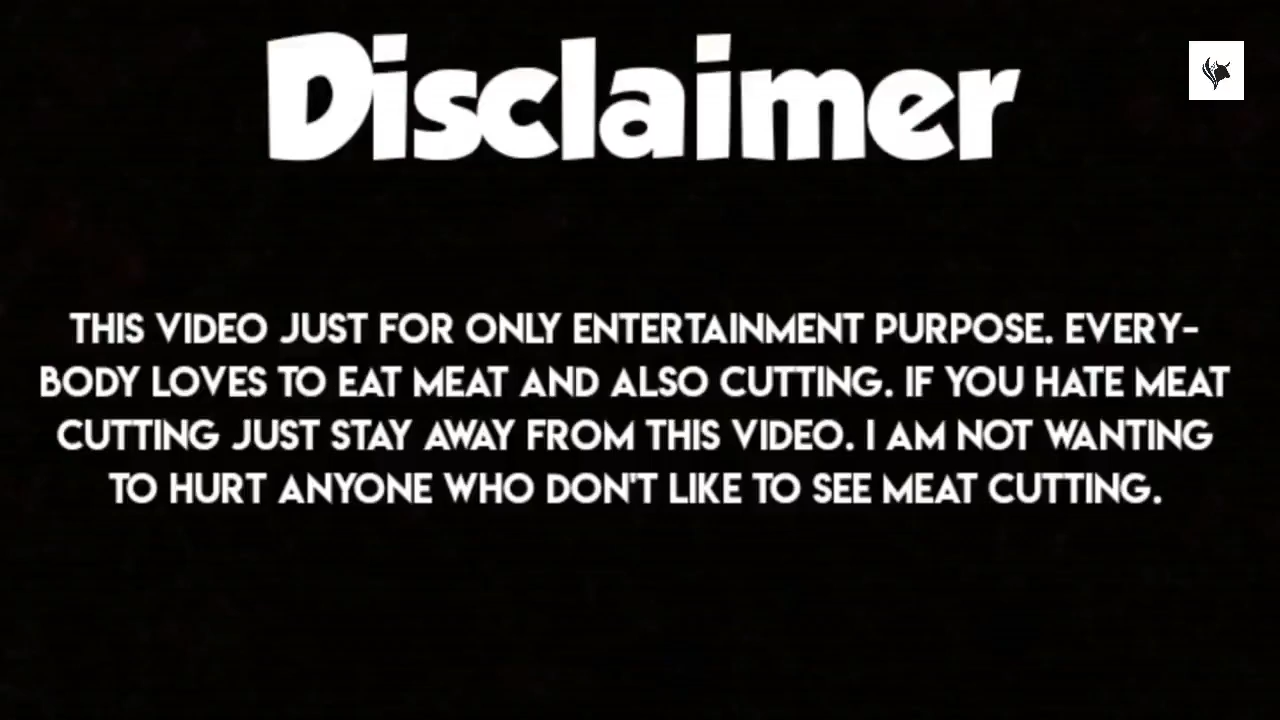 Disclaimer
THIS VIDEO JUST FOR ONLY ENTERTAINMENT PURPOSE. EVERY-
BODY LOVES TO EAT MEAT AND ALSO CUTTING. IF YOU HATE MEAT
CUTTING JUST STAY AWAY FROM THIS VIDEO. I AM NOT WANTING
TO HURT ANYONE WHO DON'T LIKE TO SEE MEAT CUTTING.